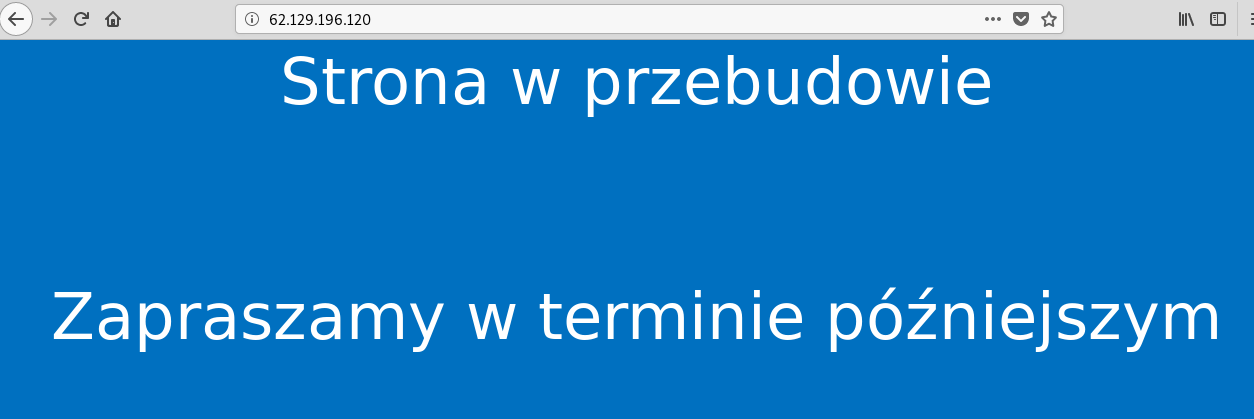 62.129.196.120
Strona w przebudowie
Zapraszamy w terminie późniejszym